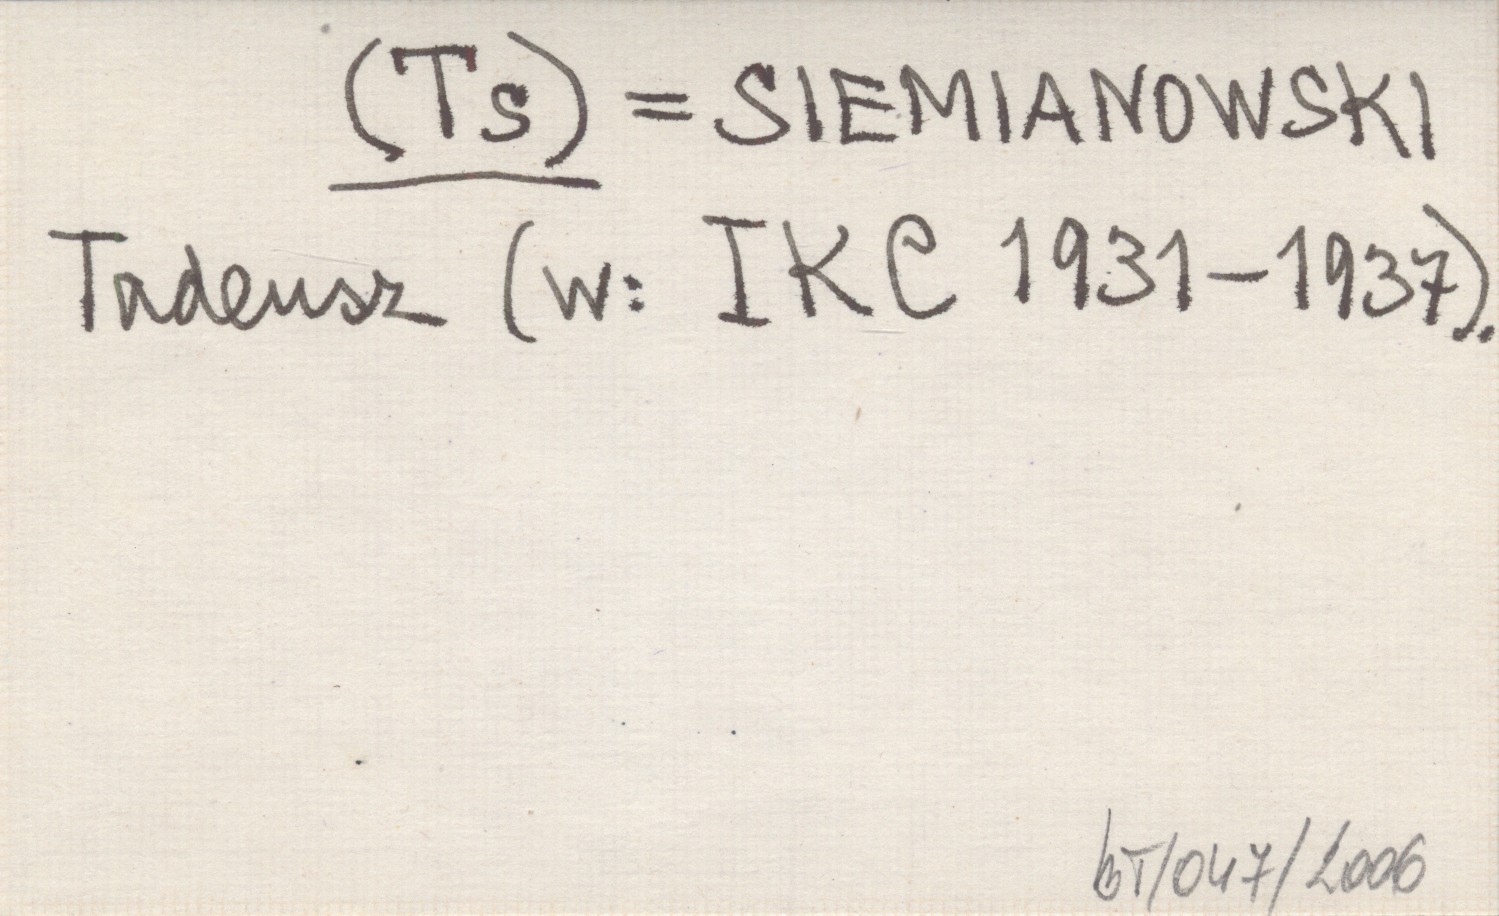 (Ts) = SIEMIANOWSKI
Tadeusz (w: IKC 1931-1937).
bT/047/2006